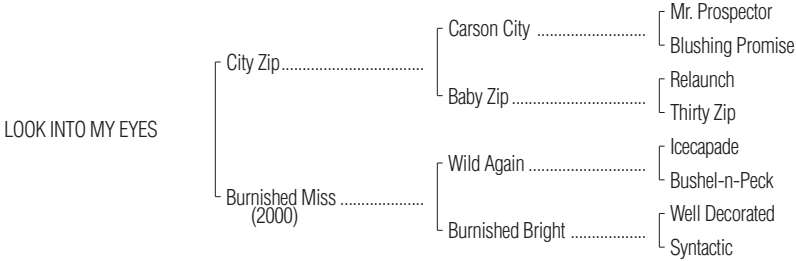 Mr. Prospector
Carson City ..........................
Blushing Promise
City Zip..................................
Relaunch
Baby Zip ................................
Thirty Zip
LOOK INTO MY EYES
Icecapade
Wild Again ............................
Bushel-n-Peck
Burnished Miss ....................
(2000)
Well Decorated
Burnished Bright ..................
Syntactic